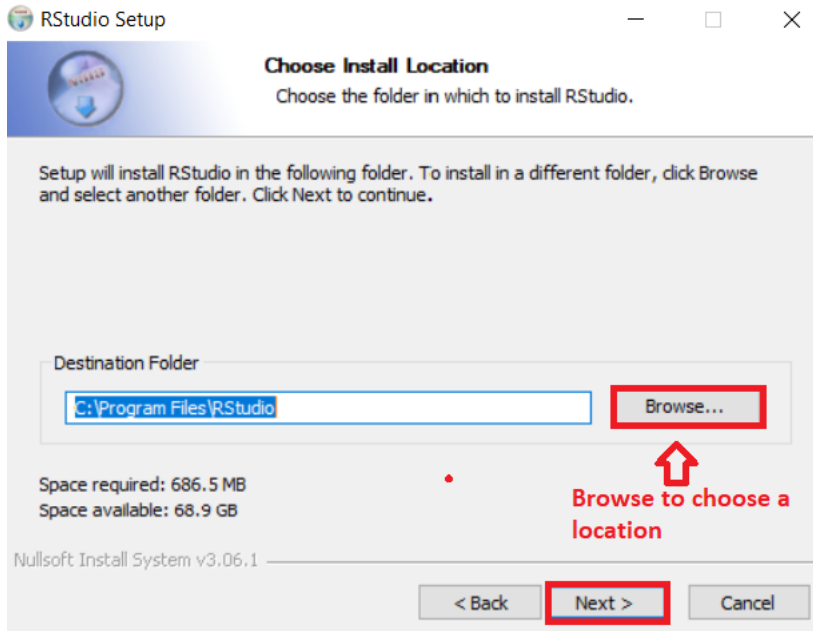 RStudio Setup
Choose Install Location
Choose the folder in which to install RStudio.
Setup will install RStudio in the following folder. To install in a different folder, click Browse
and select another folder. Click Next to continue.
Destination Folder
C:\Program Files\RStudio
Browse...
Space required: 686.5 MB
Space available: 68.9 GB
Browse to choose a
location
Nullsoft Install System v3.06.1
< Back
Next >
Cancel